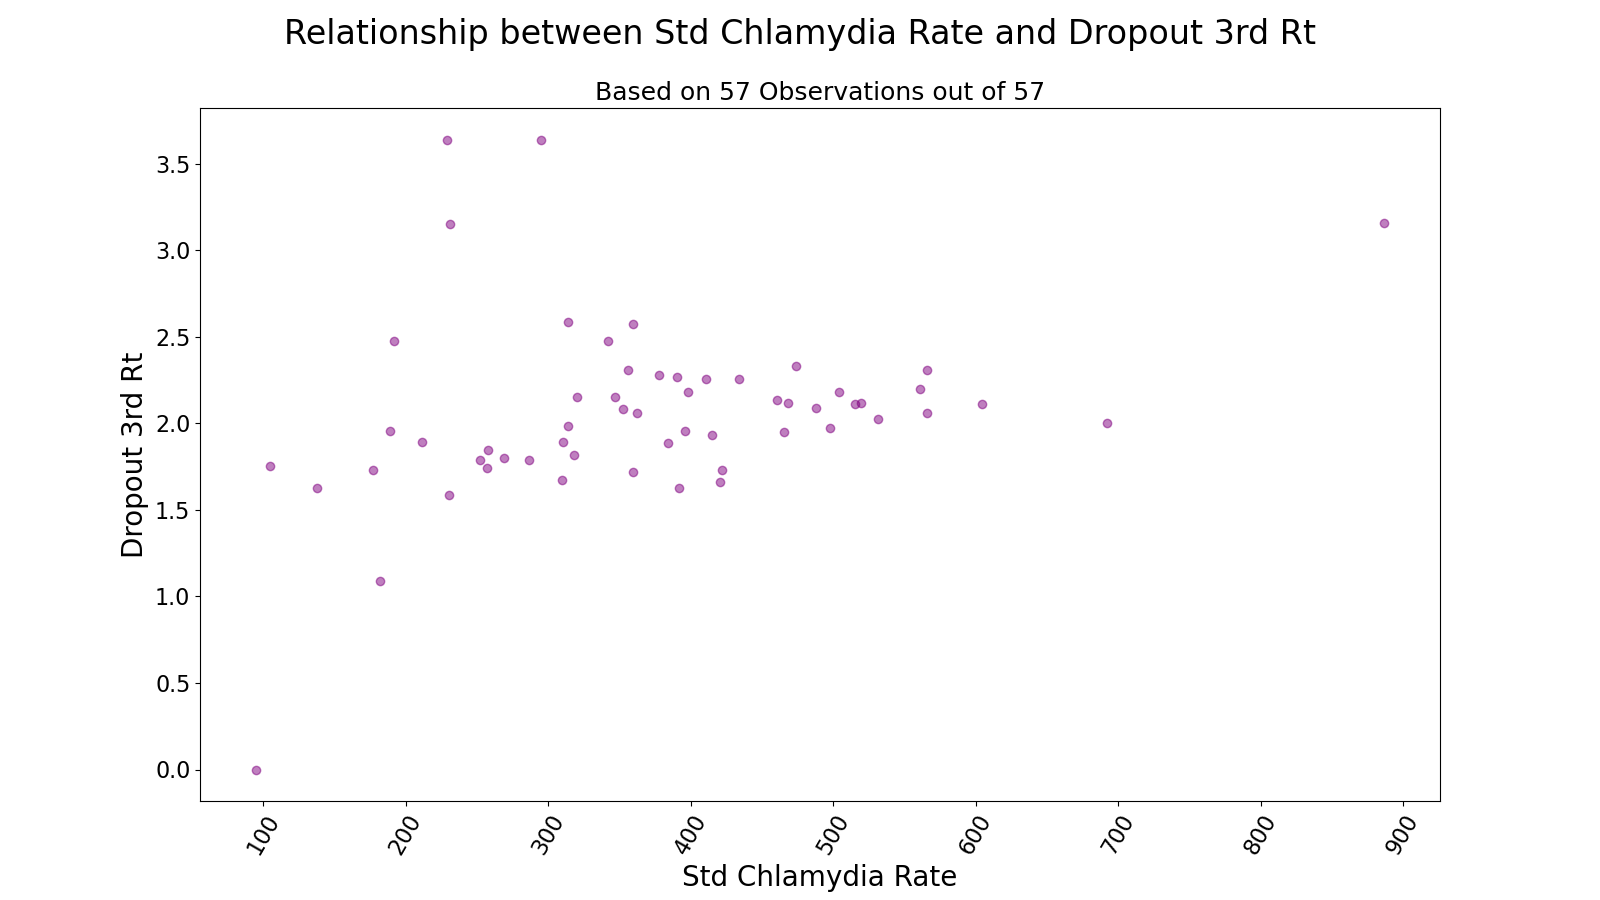 Relationship between Std Chlamydia Rate and Dropout 3rd Rt
Based on 57 Observations out of 57
3.5
3.0
2.5
2.0
1.5
1.0
0.5
0.0
Dropout 3rd Rt
100 200 300 400 500 600 700 800 900
Std Chlamydia Rate